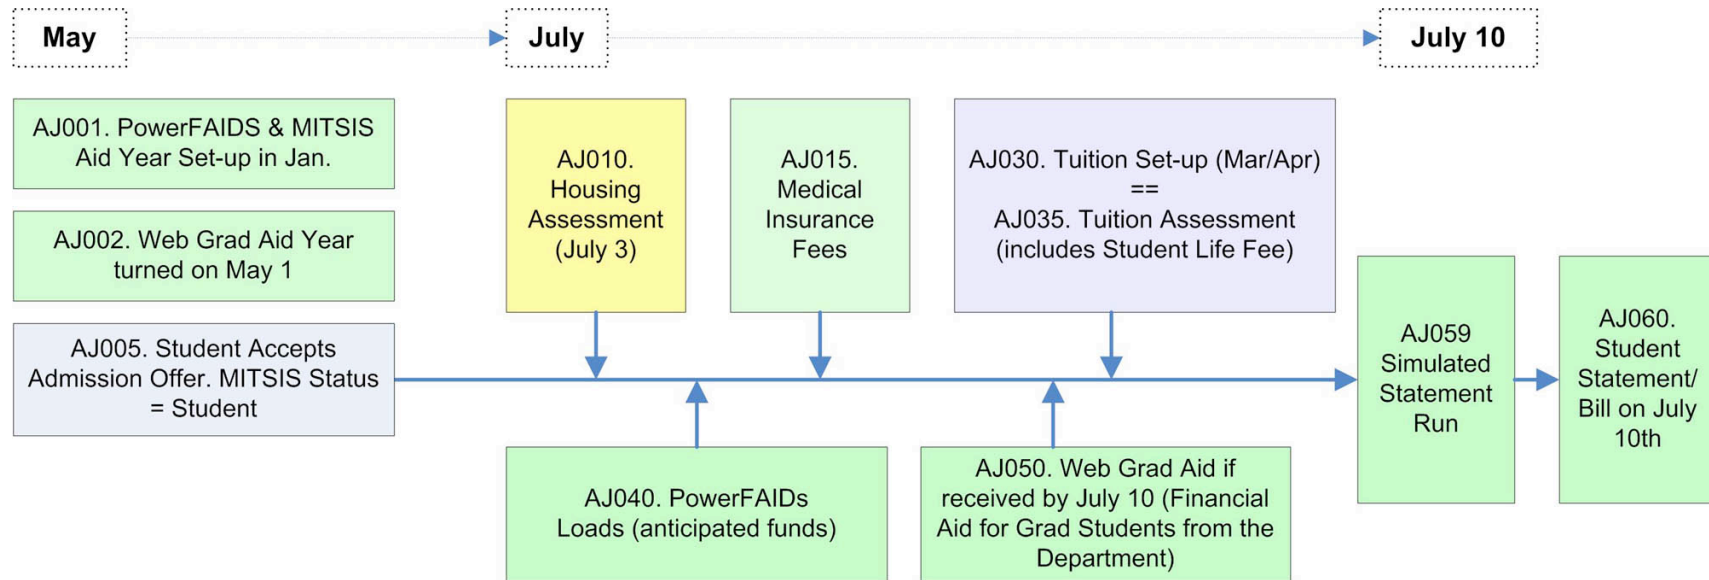 May
July
July 10
AJ001. PowerFAIDS & MITSIS
Aid Year Set-up in Jan.
AJ002. Web Grad Aid Year
turned on May 1
AJ005. Student Accepts
Admission Offer. MITSIS Status
= Student
AJ010.
Housing
Assessment
(July 3)
AJ015.
Medical
Insurance
Fees
AJ030. Tuition Set-up (Mar/Apr)
==
AJ035. Tuition Assessment
(includes Student Life Fee)
AJ040. PowerFAIDs
Loads (anticipated funds)
AJ050. Web Grad Aid if
received by July 10 (Financial
Aid for Grad Students from the
Department)
AJ059
Simulated
Statement
Run
AJ060.
Student
Statement/
Bill on July
10th